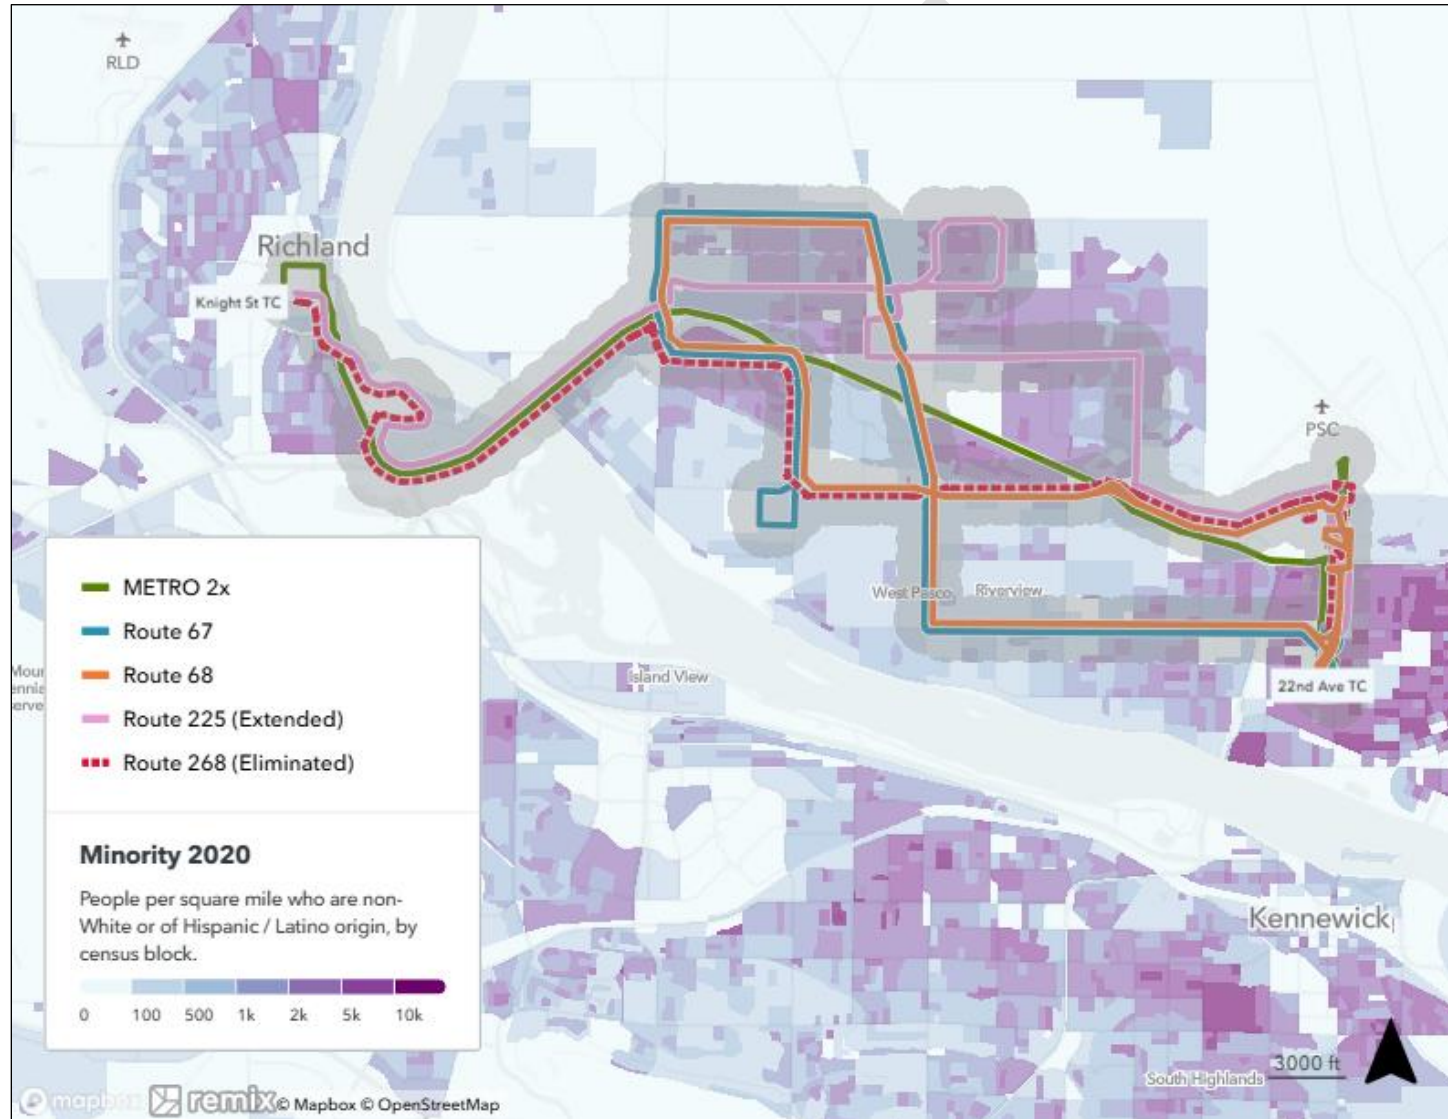 RLD
Richland
Knight St TC
PSC
West Pasco
Riverview
Island View
22nd Ave TC
METRO 2x
Route 67
Route 68
Route 225 (Extended)
Route 268 (Eliminated)
Minority 2020
People per square mile who are non-
White or of Hispanic / Latino origin, by
census block.
0 100 500 1k 2k 5k 10k
Kennewick
3000 ft
South Highlands
mapbox remix © Mapbox © OpenStreetMap